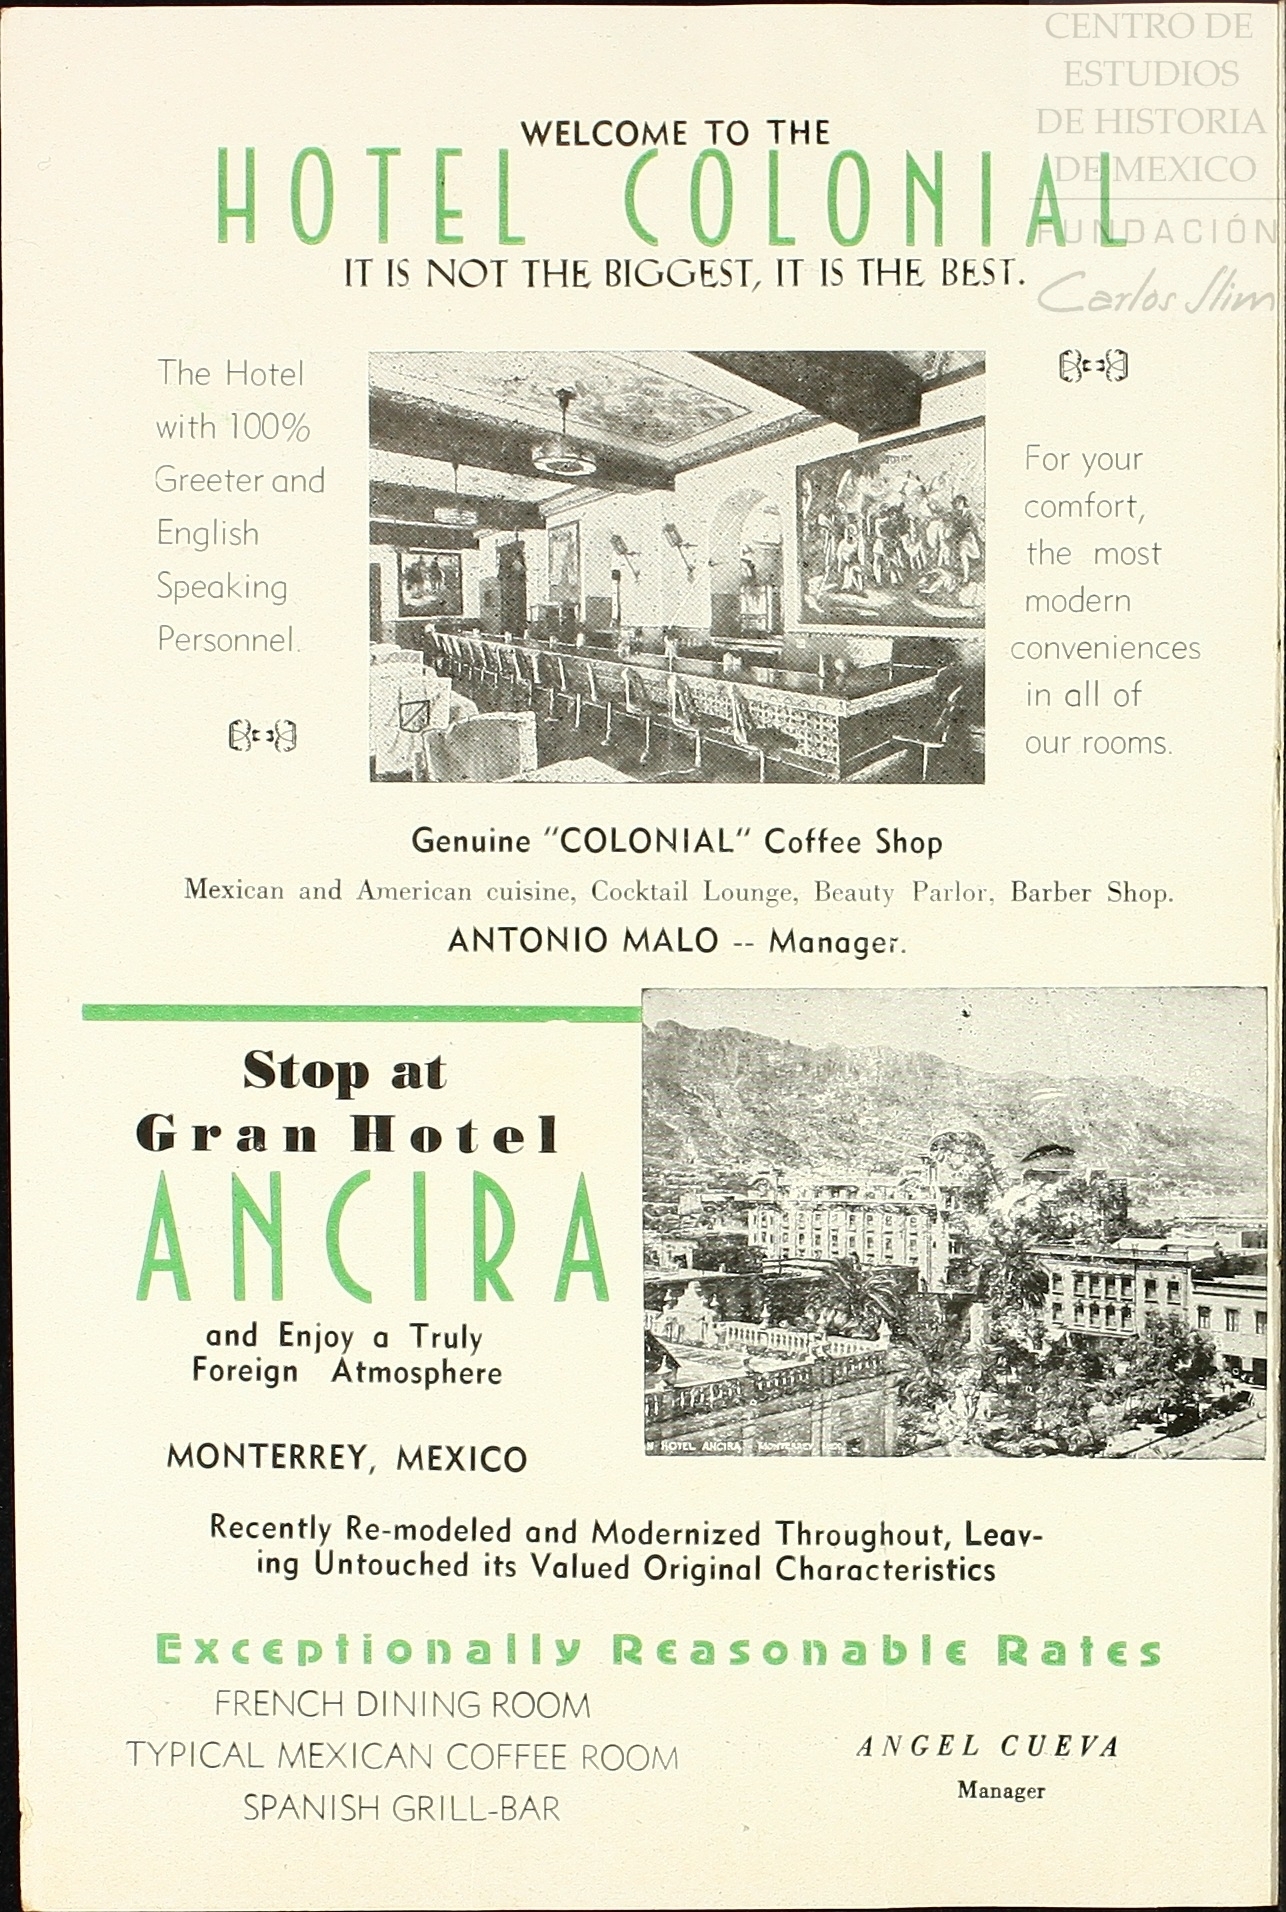 CENTRO DE
ESTUDIOS
DE HISTORIA
DE MEXICO
FUNDACIÓN
Carlos Slim
WELCOME TO THE
HOTEL COLONIAL
IT IS NOT THE BIGGEST, IT IS THE BEST.
The Hotel
with 100%
Greeter and
English
Speaking
Personnel.
For your
comfort,
the most
modern
conveniences
in all of
our rooms.
Genuine "COLONIAL" Coffee Shop
Mexican and American cuisine, Cocktail Lounge, Beauty Parlor, Barber Shop.
ANTONIO MALO -- Manager.
Stop at
Gran Hotel
ANCIRA
and Enjoy a Truly
Foreign Atmosphere
MONTERREY, MEXICO
N HOTEL ANCIRA MONTERREY, MEX.
Recently Re-modeled and Modernized Throughout, Leav-
ing Untouched its Valued Original Characteristics
Exceptionally Reasonable Rates
FRENCH DINING ROOM
TYPICAL MEXICAN COFFEE ROOM
SPANISH GRILL-BAR
ANGEL CUEVA
Manager